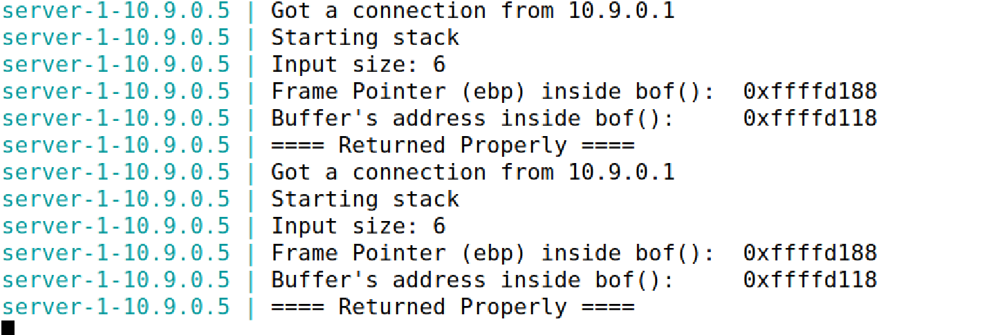 server-1-10.9.0.5 | Got a connection from 10.9.0.1
server-1-10.9.0.5 | Starting stack
server-1-10.9.0.5 | Input size: 6
server-1-10.9.0.5 | Frame Pointer (ebp) inside bof():  0xffffd188
server-1-10.9.0.5 | Buffer's address inside bof():     0xffffd118
server-1-10.9.0.5 | ==== Returned Properly ====
server-1-10.9.0.5 | Got a connection from 10.9.0.1
server-1-10.9.0.5 | Starting stack
server-1-10.9.0.5 | Input size: 6
server-1-10.9.0.5 | Frame Pointer (ebp) inside bof():  0xffffd188
server-1-10.9.0.5 | Buffer's address inside bof():     0xffffd118
server-1-10.9.0.5 | ==== Returned Properly ====